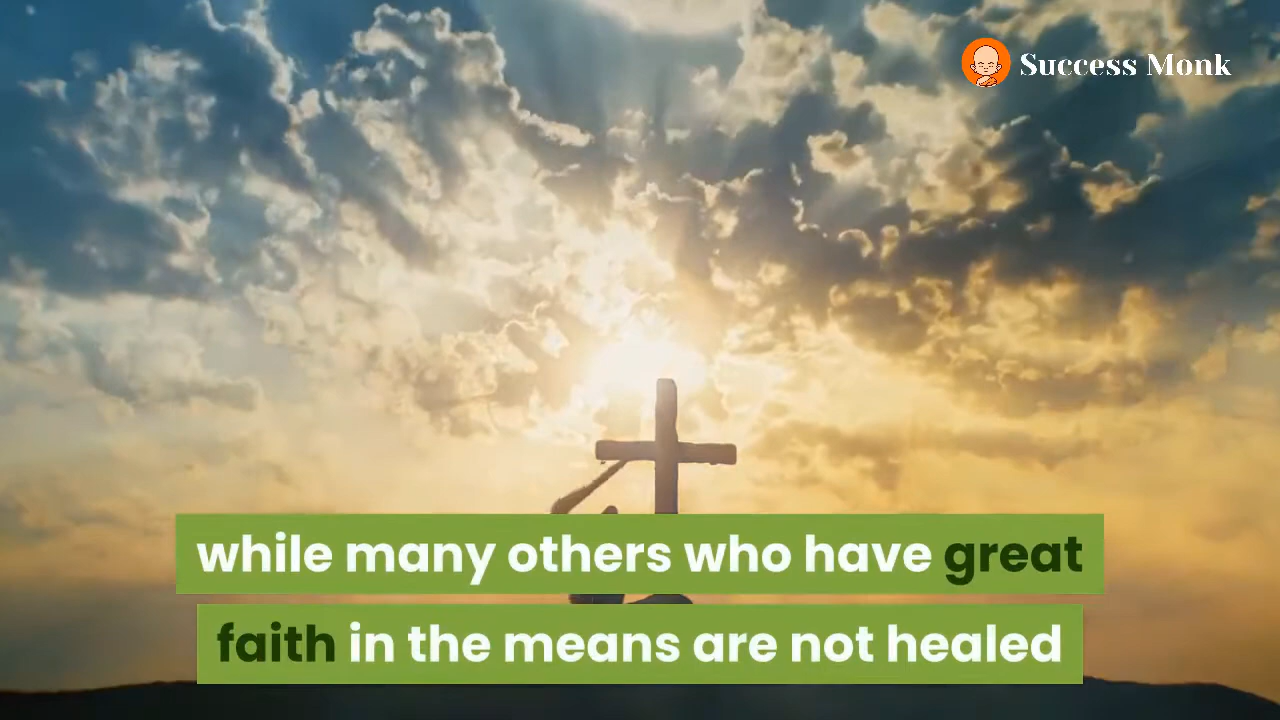 Success Monk
while many others who have great
faith in the means are not healed